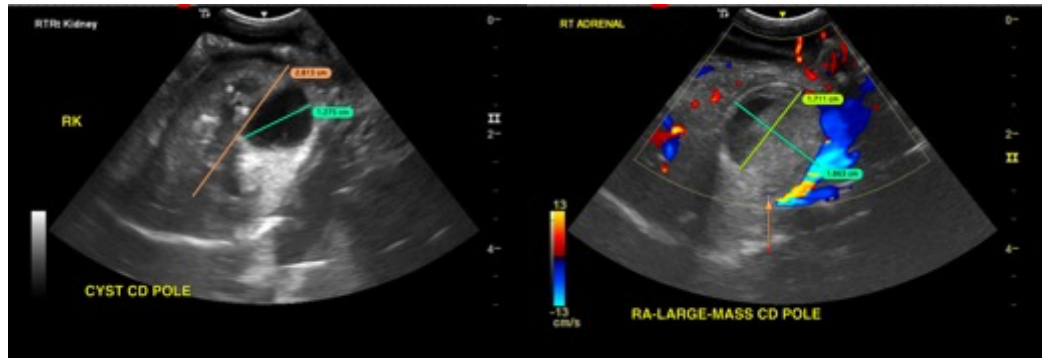 RTRt Kidney
2.813 cm
1.275 cm
RK
CYST CD POLE
0
2
4
RT ADRENAL
1.711 cm
1.863 cm
13
-13
cm/s
RA-LARGE-MASS CD POLE
0
2
4